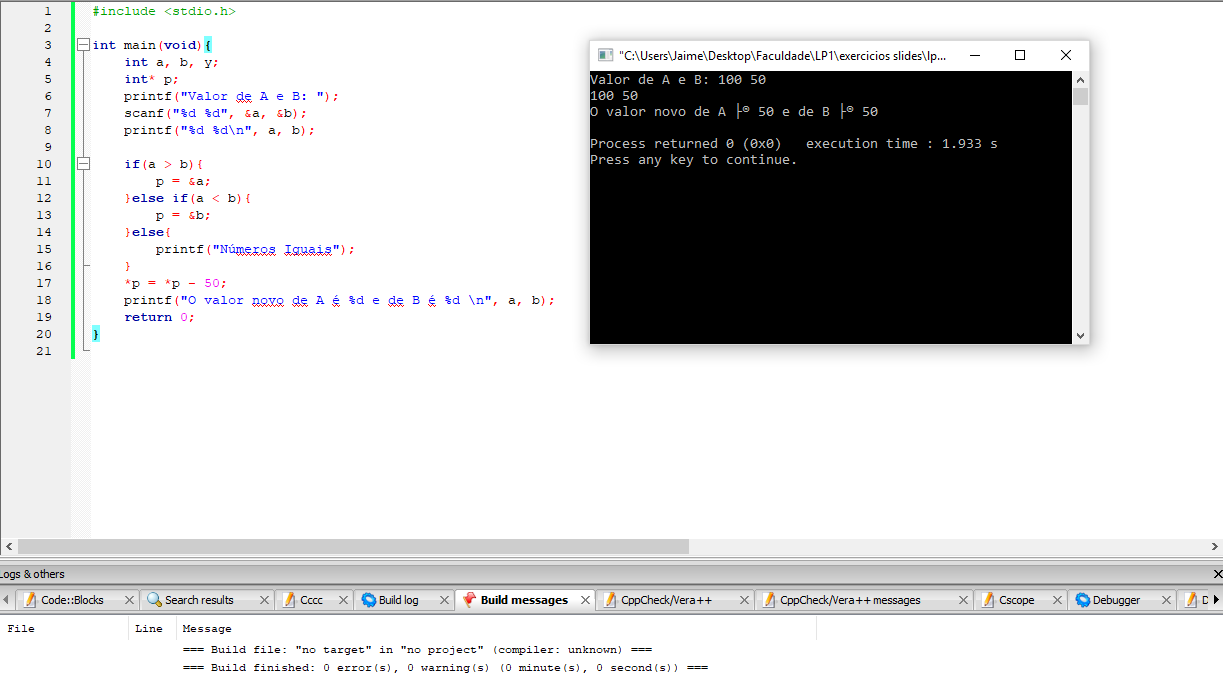 1 #include <stdio.h>
2
3 int main(void){
4 int a, b, y;
5 int* p;
6 printf("Valor de A e B: ");
7 scanf("%d %d", &a, &b);
8 printf("%d %d\n", a, b);
9
10 if(a > b){
11 p = &a;
12 }else if(a < b){
13 p = &b;
14 }else{
15 printf("Números Iguais");
16 }
17 *p = *p - 50;
18 printf("O valor novo de A é %d e de B é %d \n", a, b);
19 return 0;
20 }
21
"C:\Users\Jaime\Desktop\Faculdade\LP1\exercicios slides\lp...
Valor de A e B: 100 50
100 50
O valor novo de A ├® 50 e de B ├® 50
Process returned 0 (0x0) execution time : 1.933 s
Press any key to continue.
Logs & others
Code::Blocks Search results Cccc Build log Build messages CppCheck/Vera++ CppCheck/Vera++ messages Cscope Debugger D
File Line Message
=== Build file: "no target" in "no project" (compiler: unknown) ===
=== Build finished: 0 error(s), 0 warning(s) (0 minute(s), 0 second(s)) ===